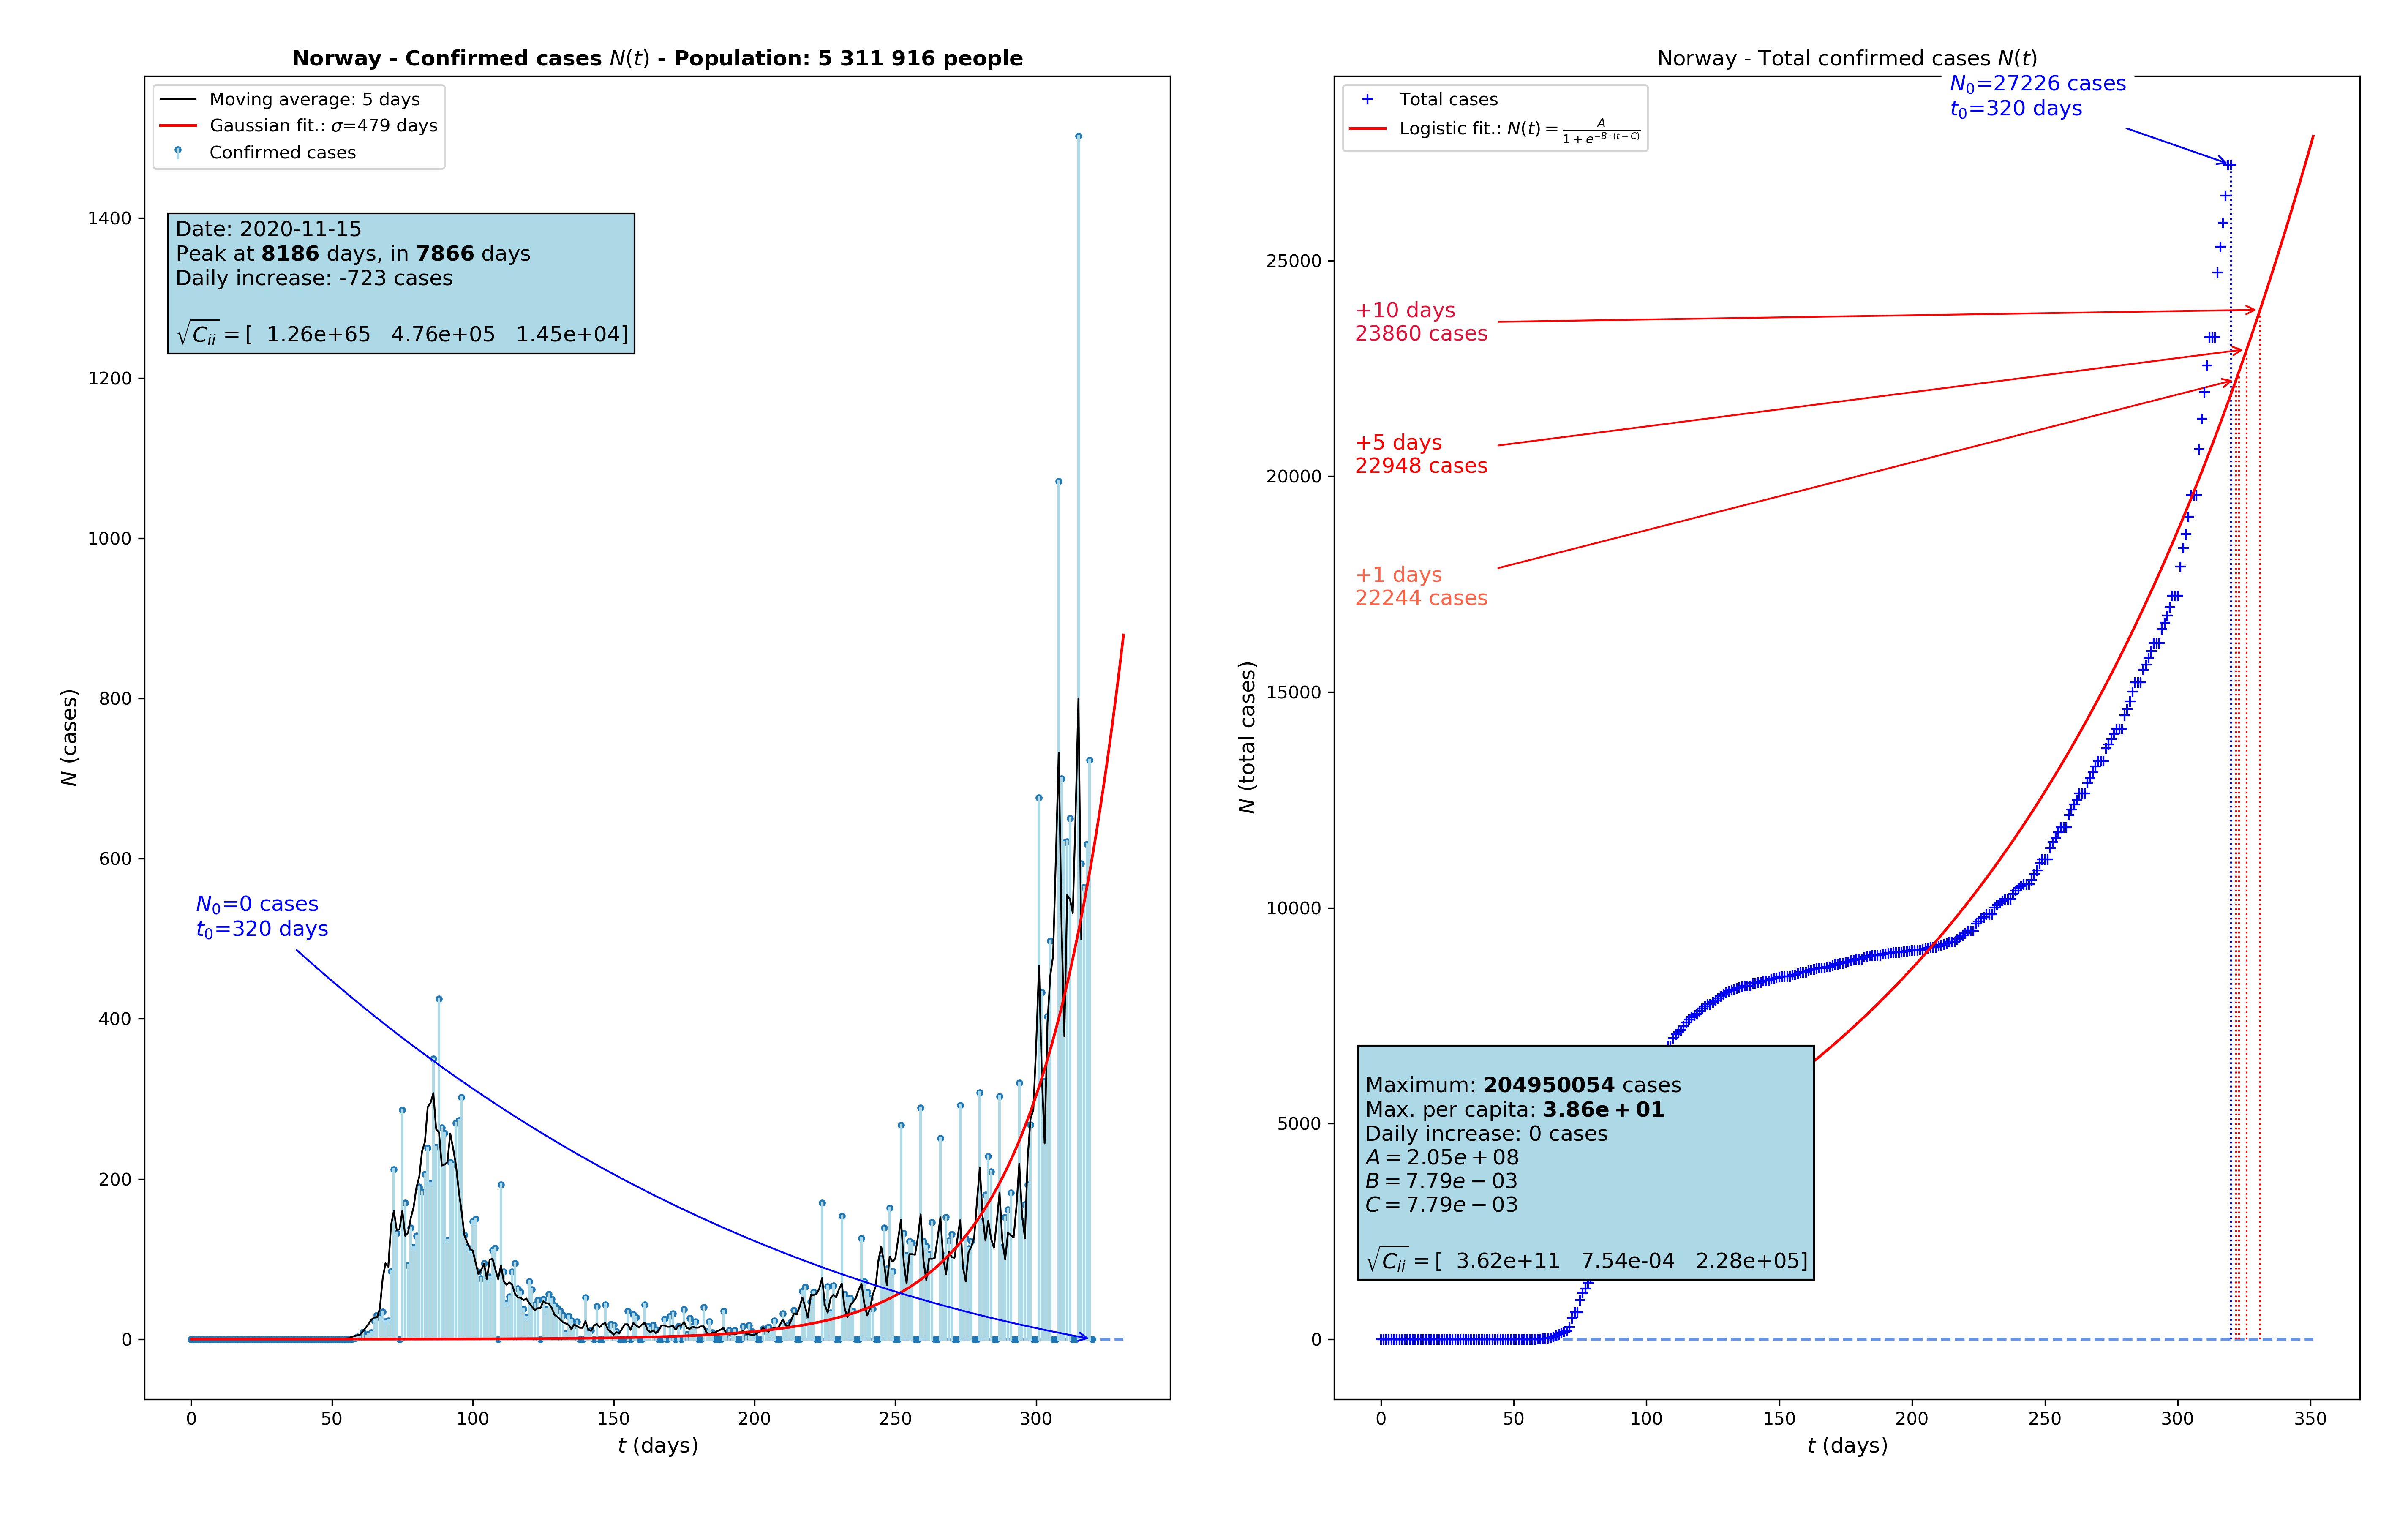 Norway - Confirmed cases N(t) - Population: 5 311 916 people
Moving average: 5 days
Gaussian fit.: σ=479 days
Confirmed cases
Date: 2020-11-15
Peak at 8186 days, in 7866 days
Daily increase: -723 cases
√C_ii = [ 1.26e+65 4.76e+05 1.45e+04]
N_0=0 cases
t_0=320 days
N (cases)
1400
1200
1000
800
600
400
200
0
0 50 100 150 200 250 300
t (days)
Norway - Total confirmed cases N(t)
Total cases
Logistic fit.: N(t) = A / (1 + e^{-B·(t-C)})
N_0=27226 cases
t_0=320 days
+10 days
23860 cases
+5 days
22948 cases
+1 days
22244 cases
Maximum: 204950054 cases
Max. per capita: 3.86e + 01
Daily increase: 0 cases
A = 2.05e + 08
B = 7.79e − 03
C = 7.79e − 03
√C_ii = [ 3.62e+11 7.54e-04 2.28e+05]
N (total cases)
25000
20000
15000
10000
5000
0
0 50 100 150 200 250 300 350
t (days)